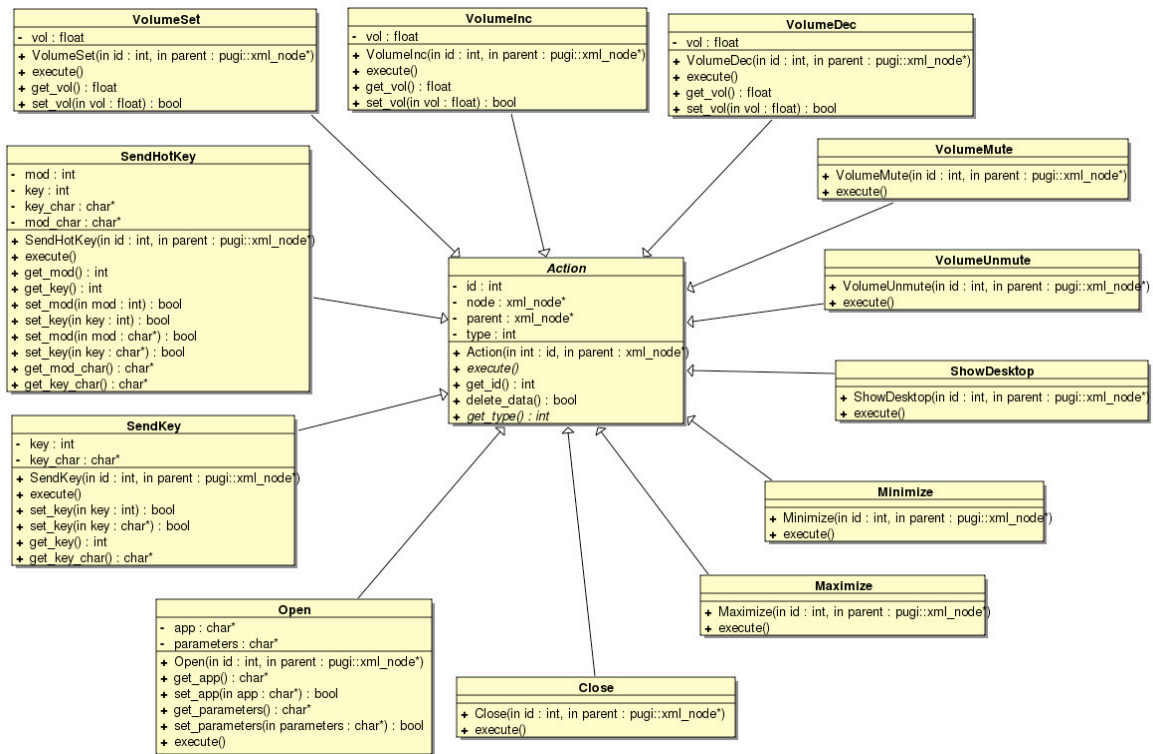 VolumeSet
- vol : float
+ VolumeSet(in id : int, in parent : pugi::xml_node*)
+ execute()
+ get_vol() : float
+ set_vol(in vol : float) : bool
VolumeInc
- vol : float
+ VolumeInc(in id : int, in parent : pugi::xml_node*)
+ execute()
+ get_vol() : float
+ set_vol(in vol : float) : bool
VolumeDec
- vol : float
+ VolumeDec(in id : int, in parent : pugi::xml_node*)
+ execute()
+ get_vol() : float
+ set_vol(in vol : float) : bool
VolumeMute
+ VolumeMute(in id : int, in parent : pugi::xml_node*)
+ execute()
SendHotKey
- mod : int
- key : int
- key_char : char*
- mod_char : char*
+ SendHotKey(in id : int, in parent : pugi::xml_node*)
+ execute()
+ get_mod() : int
+ get_key() : int
+ set_mod(in mod : int) : bool
+ set_key(in key : int) : bool
+ set_mod(in mod : char*) : bool
+ set_key(in key : char*) : bool
+ get_mod_char() : char*
+ get_key_char() : char*
Action
- id : int
- node : xml_node*
- parent : xml_node*
- type : int
+ Action(in int : id, in parent : xml_node*)
+ execute()
+ get_id() : int
+ delete_data() : bool
+ get_type() : int
VolumeUnmute
+ VolumeUnmute(in id : int, in parent : pugi::xml_node*)
+ execute()
ShowDesktop
+ ShowDesktop(in id : int, in parent : pugi::xml_node*)
+ execute()
SendKey
- key : int
- key_char : char*
+ SendKey(in id : int, in parent : pugi::xml_node*)
+ execute()
+ set_key(in key : int) : bool
+ set_key(in key : char*) : bool
+ get_key() : int
+ get_key_char() : char*
Minimize
+ Minimize(in id : int, in parent : pugi::xml_node*)
+ execute()
Maximize
+ Maximize(in id : int, in parent : pugi::xml_node*)
+ execute()
Open
- app : char*
- parameters : char*
+ Open(in id : int, in parent : pugi::xml_node*)
+ get_app() : char*
+ set_app(in app : char*) : bool
+ get_parameters() : char*
+ set_parameters(in parameters : char*) : bool
+ execute()
Close
+ Close(in id : int, in parent : pugi::xml_node*)
+ execute()